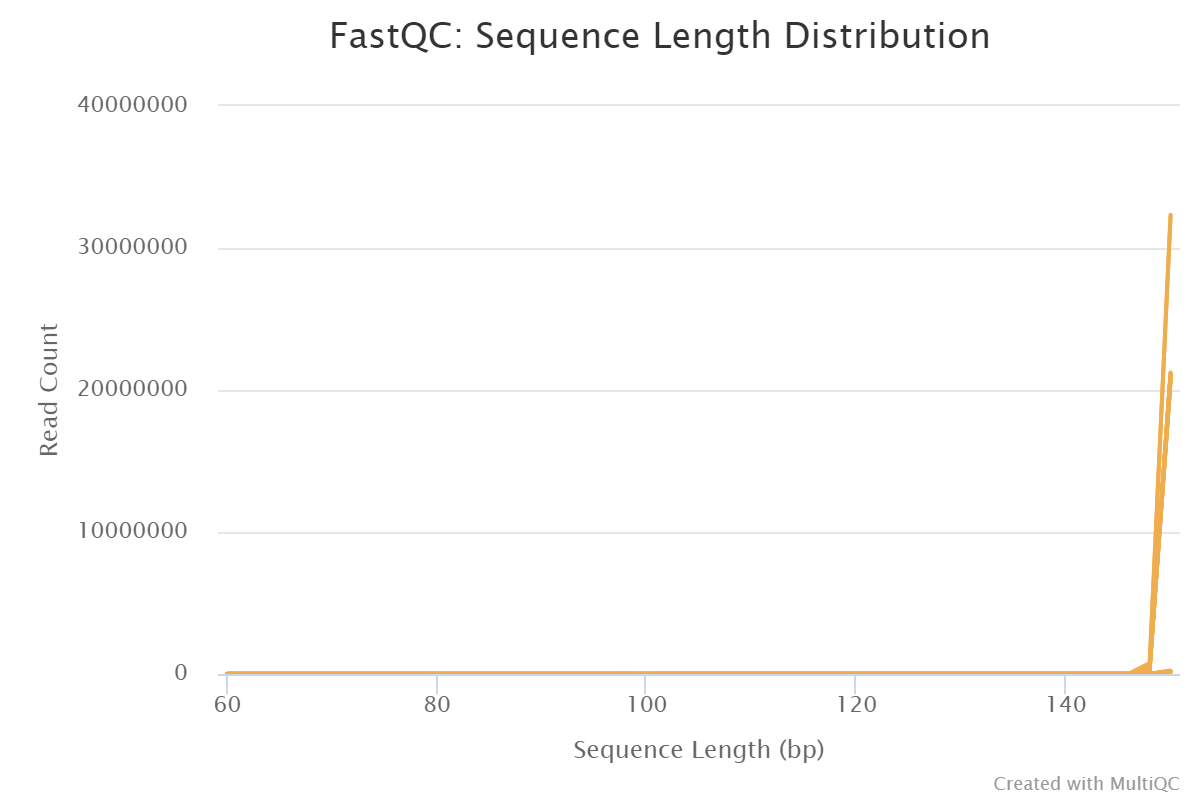 FastQC: Sequence Length Distribution
40000000
30000000
20000000
10000000
0
Read Count
60 80 100 120 140
Sequence Length (bp)
Created with MultiQC